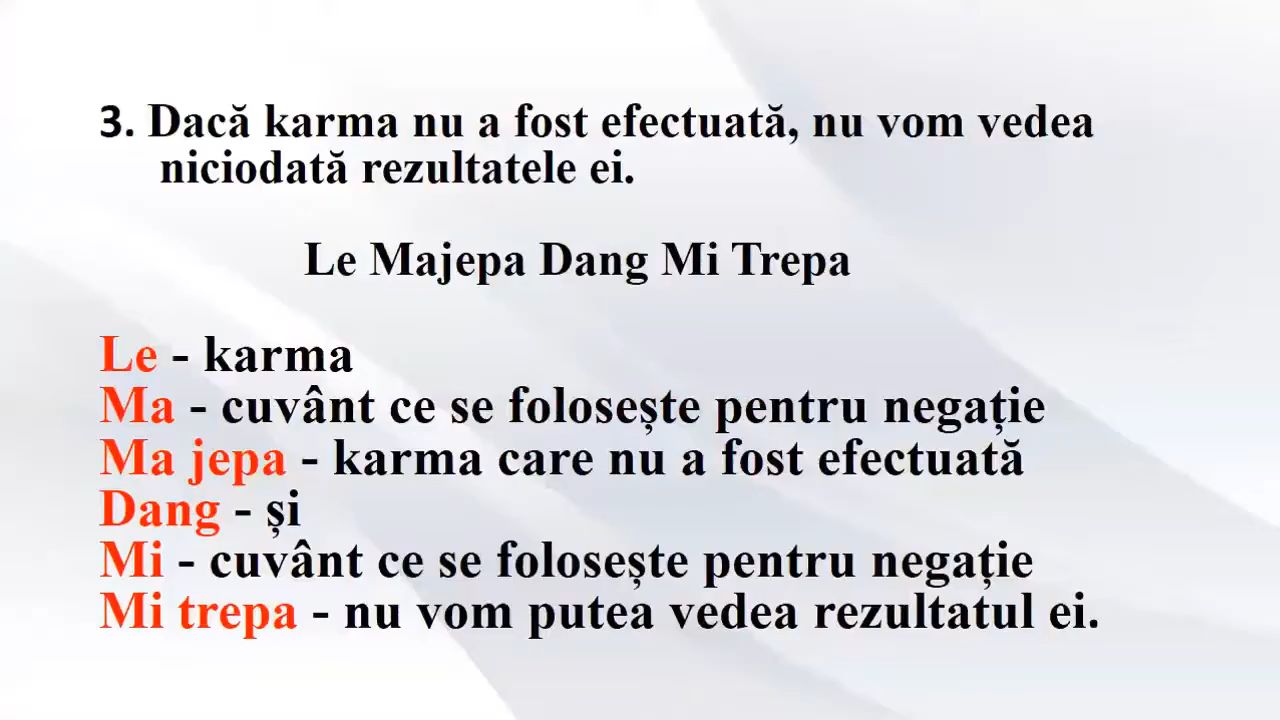 3. Dacă karma nu a fost efectuată, nu vom vedea
niciodată rezultatele ei.
Le Majepa Dang Mi Trepa
Le - karma
Ma - cuvânt ce se folosește pentru negație
Ma jepa - karma care nu a fost efectuată
Dang - și
Mi - cuvânt ce se folosește pentru negație
Mi trepa - nu vom putea vedea rezultatul ei.